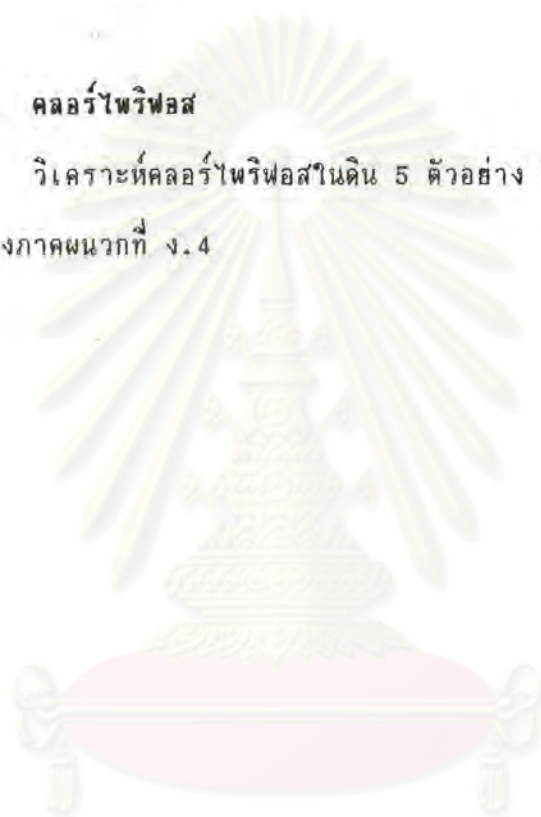 คลอร์ไพริฟอส
วิเคราะห์คลอร์ไพริฟอสในดิน 5 ตัวอย่าง
งภาคผนวกที่ ง.4